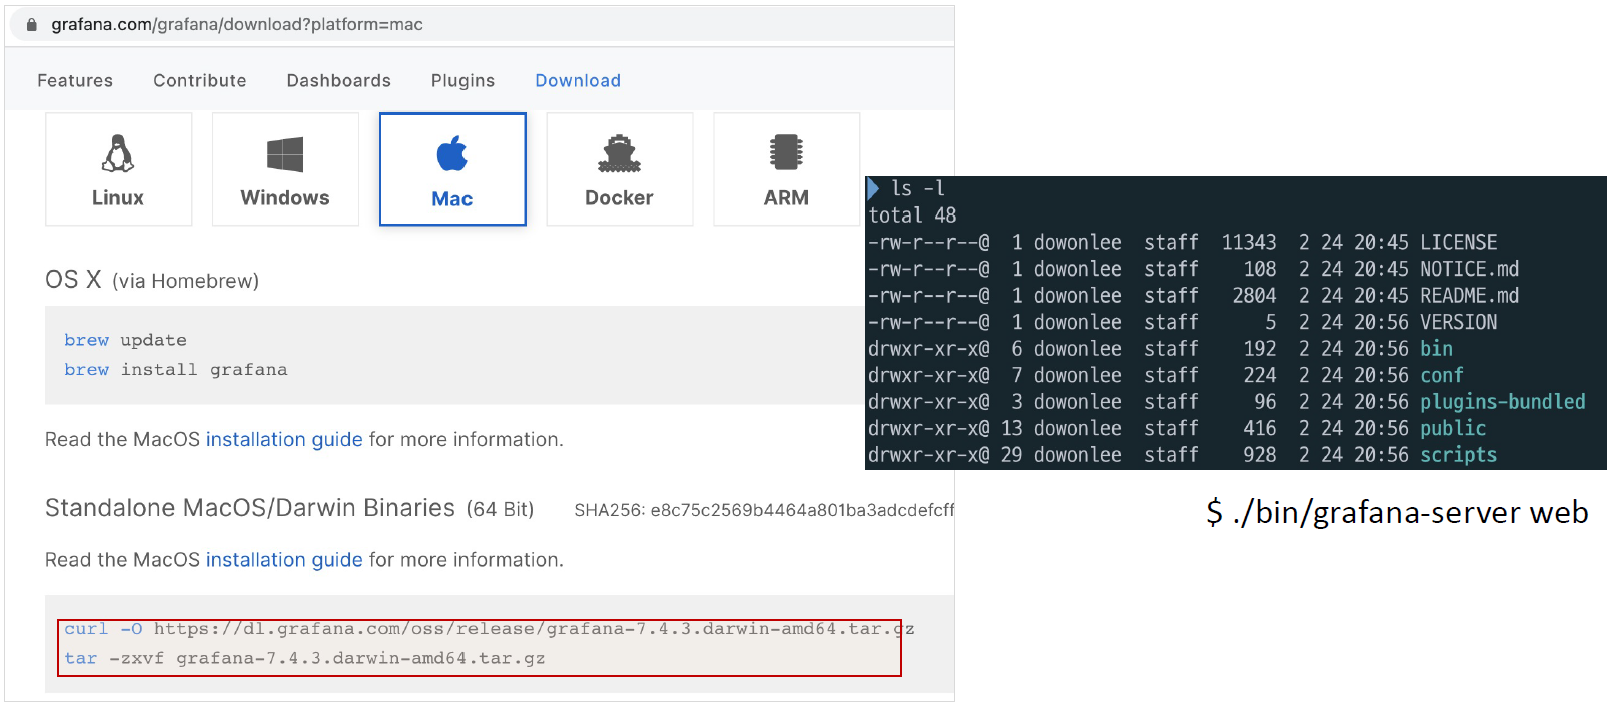 grafana.com/grafana/download?platform=mac
Features Contribute Dashboards Plugins Download
Linux Windows Mac Docker ARM
OS X (via Homebrew)
brew update
brew install grafana
Read the MacOS installation guide for more information.
Standalone MacOS/Darwin Binaries (64 Bit) SHA256: e8c75c2569b4464a801ba3adcdefcff
Read the MacOS installation guide for more information.
curl -O https://dl.grafana.com/oss/release/grafana-7.4.3.darwin-amd64.tar.gz
tar -zxvf grafana-7.4.3.darwin-amd64.tar.gz
ls -l
total 48
-rw-r--r--@ 1 dowonlee staff 11343 2 24 20:45 LICENSE
-rw-r--r--@ 1 dowonlee staff 108 2 24 20:45 NOTICE.md
-rw-r--r--@ 1 dowonlee staff 2804 2 24 20:45 README.md
-rw-r--r--@ 1 dowonlee staff 5 2 24 20:56 VERSION
drwxr-xr-x@ 6 dowonlee staff 192 2 24 20:56 bin
drwxr-xr-x@ 7 dowonlee staff 224 2 24 20:56 conf
drwxr-xr-x@ 3 dowonlee staff 96 2 24 20:56 plugins-bundled
drwxr-xr-x@ 13 dowonlee staff 416 2 24 20:56 public
drwxr-xr-x@ 29 dowonlee staff 928 2 24 20:56 scripts
$ ./bin/grafana-server web